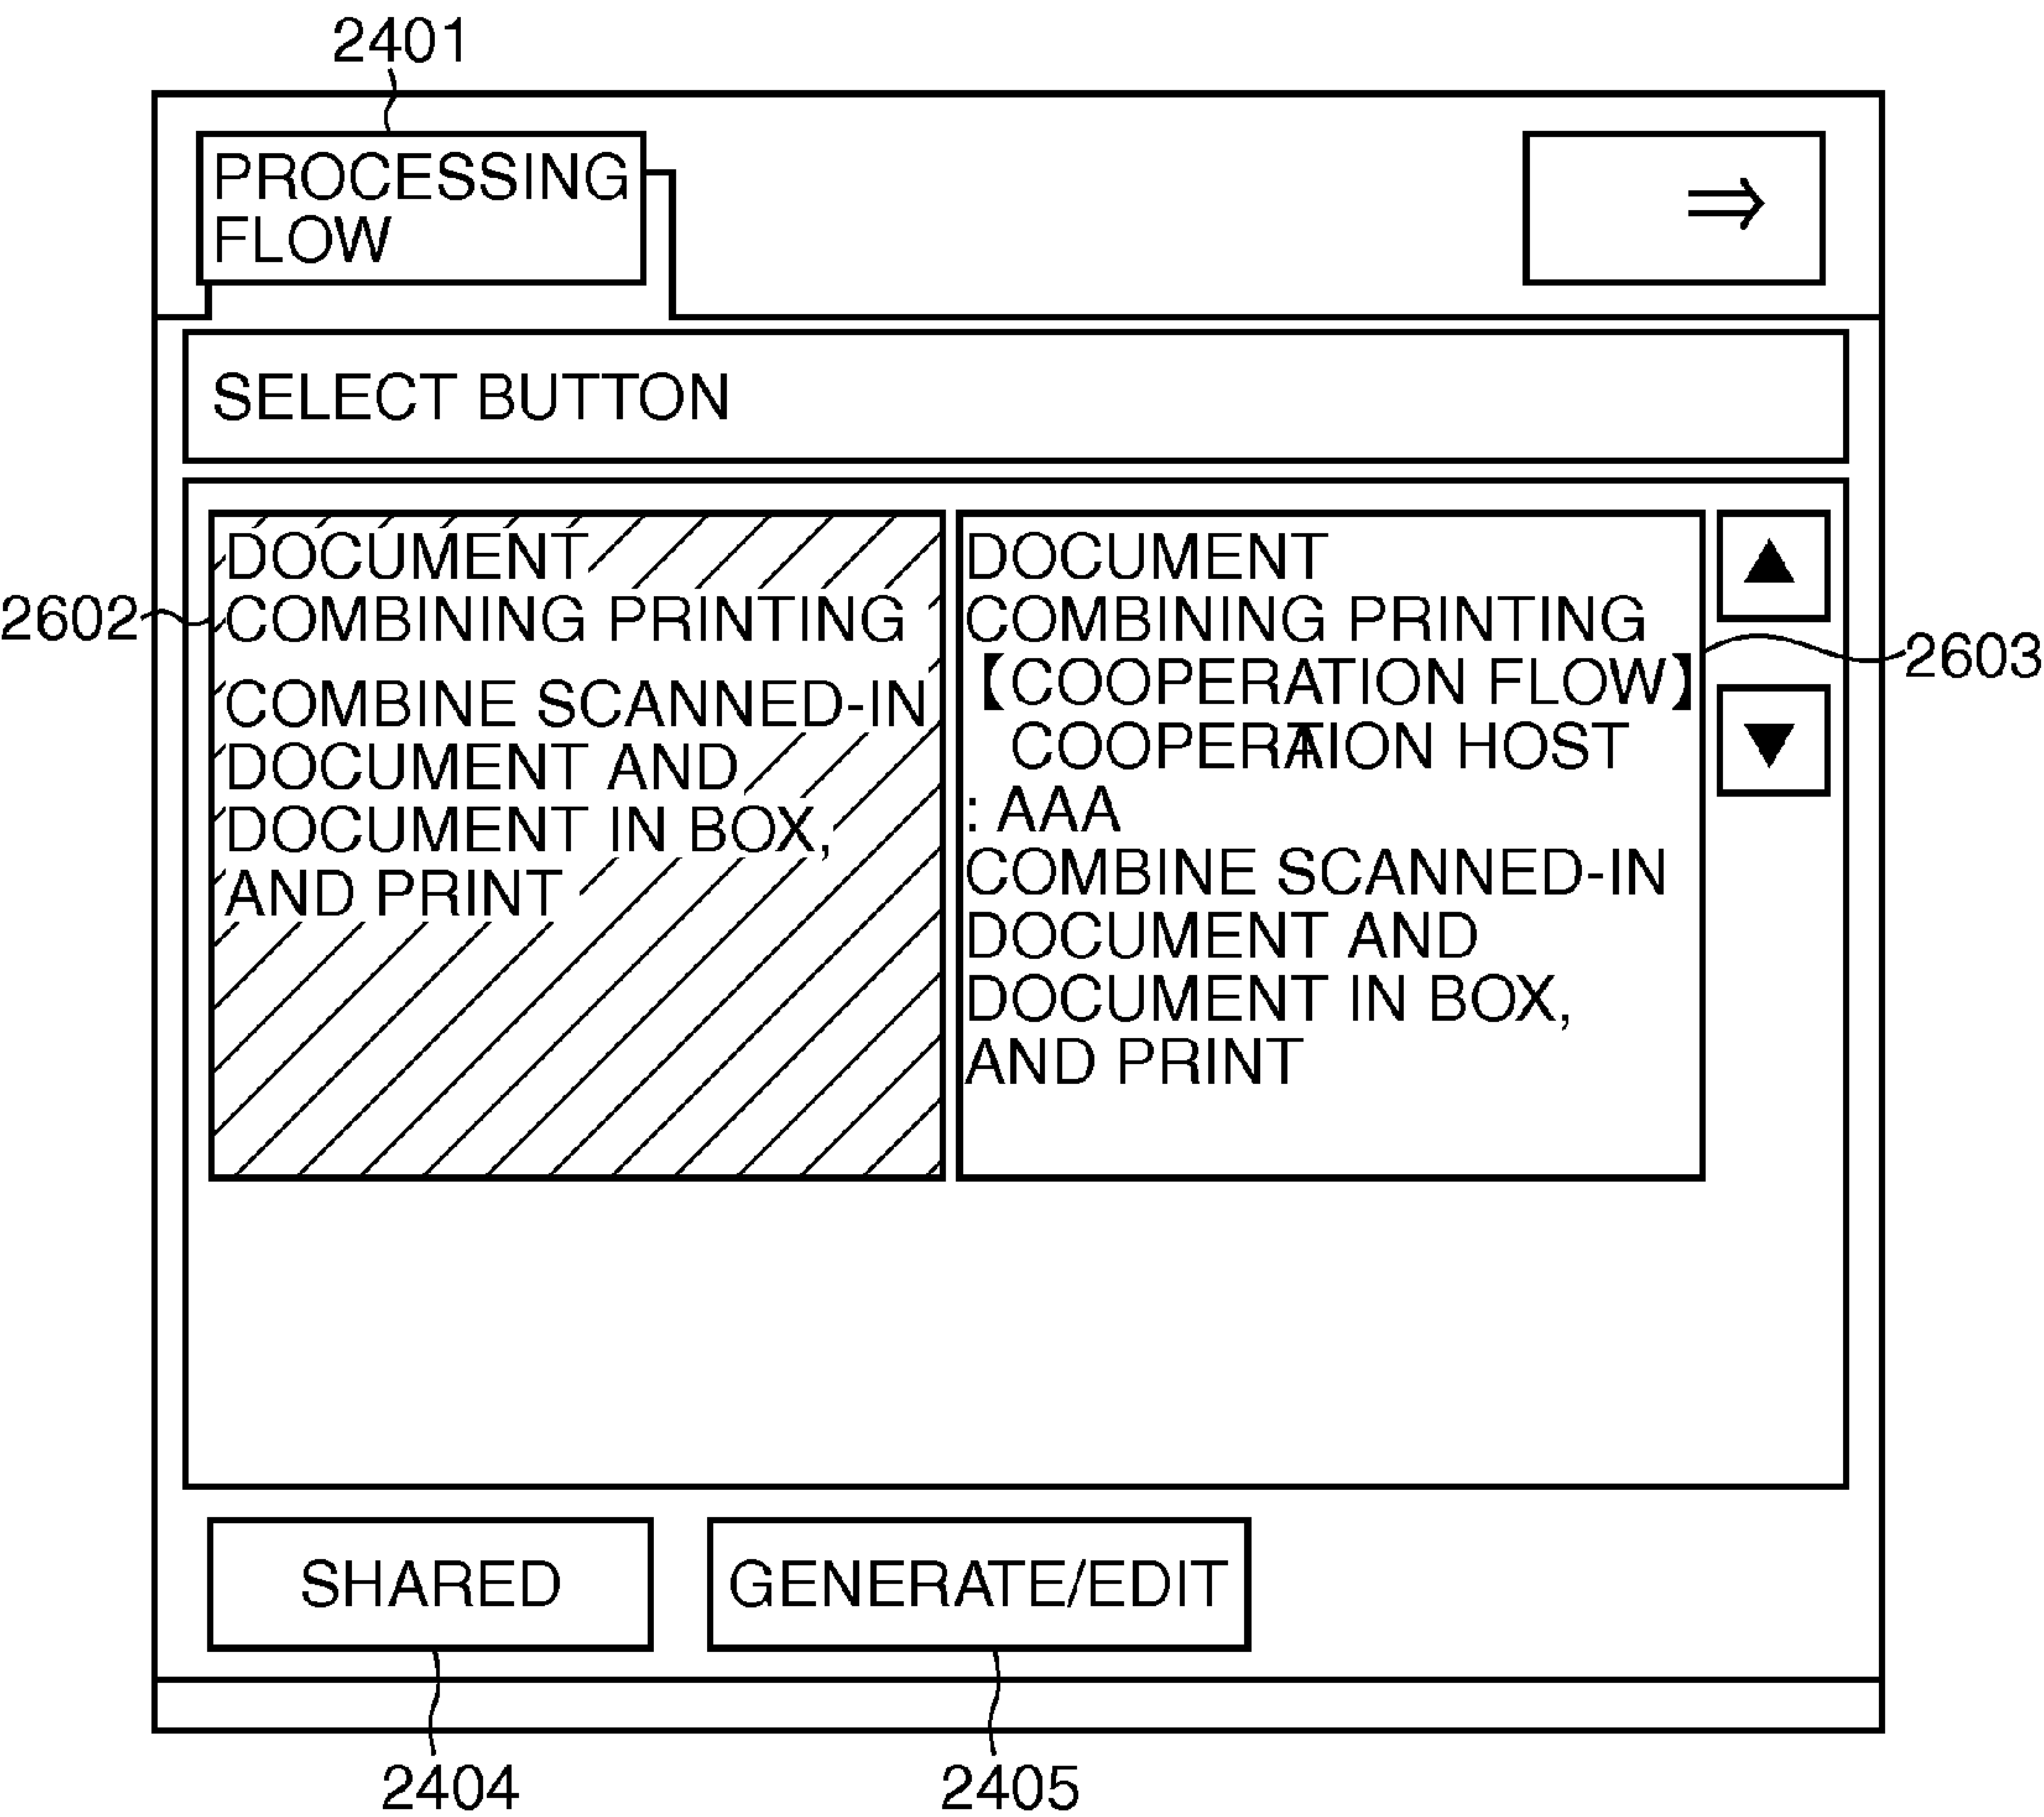 2401
PROCESSING
FLOW
⇒
SELECT BUTTON
DOCUMENT
COMBINING PRINTING
COMBINE SCANNED-IN
DOCUMENT AND
DOCUMENT IN BOX,
AND PRINT
2602
DOCUMENT
COMBINING PRINTING
【COOPERATION FLOW】
COOPERATION HOST
: AAA
COMBINE SCANNED-IN
DOCUMENT AND
DOCUMENT IN BOX,
AND PRINT
▲
▼
2603
SHARED
GENERATE/EDIT
2404
2405